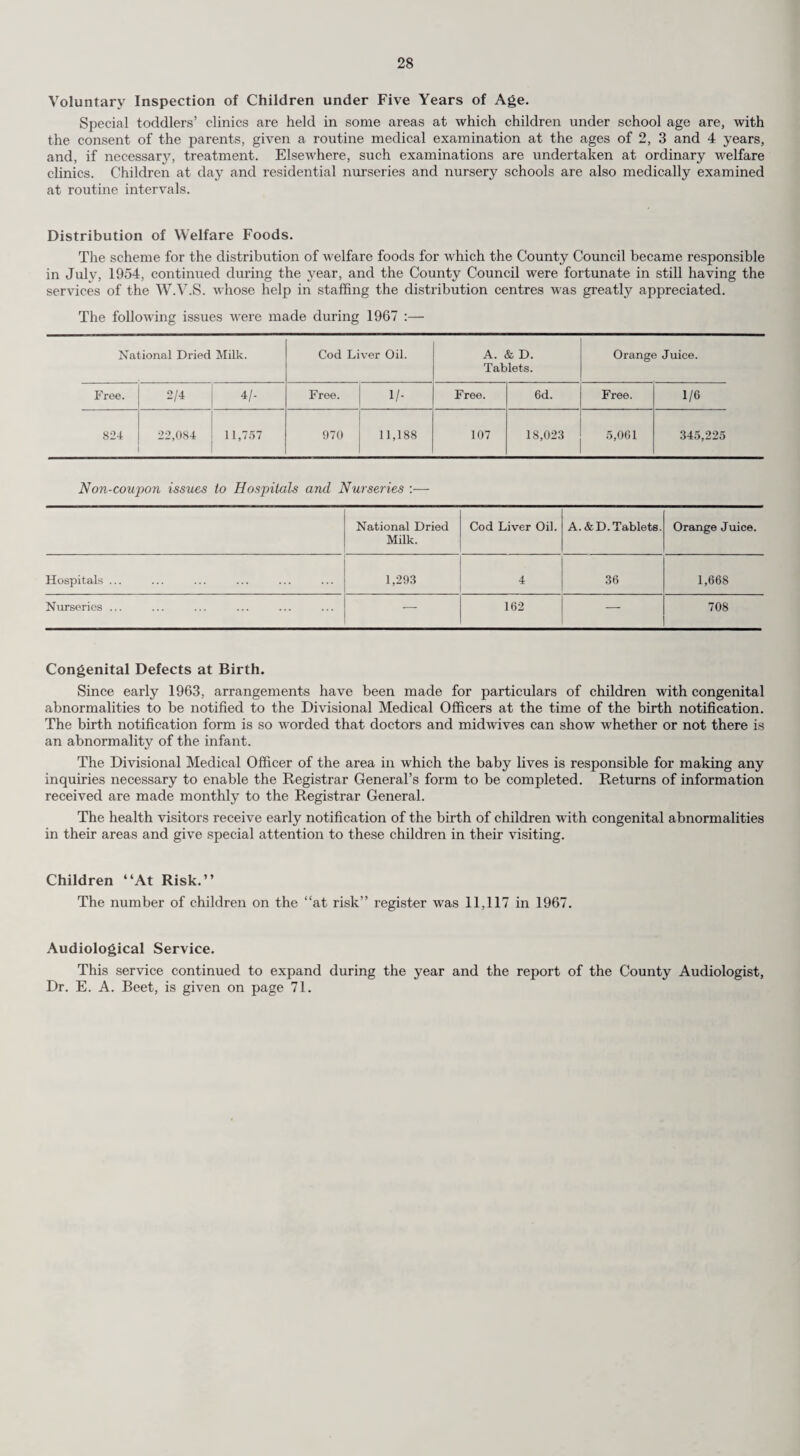 28
Voluntary Inspection of Children under Five Years of Age.
Special toddlers’ clinics are held in some areas at which children under school age are, with
the consent of the parents, given a routine medical examination at the ages of 2, 3 and 4 years,
and, if necessary, treatment. Elsewhere, such examinations are undertaken at ordinary welfare
clinics. Children at day and residential nurseries and nursery schools are also medically examined
at routine intervals.
Distribution of Welfare Foods.
The scheme for the distribution of welfare foods for which the County Council became responsible
in July, 1954, continued during the year, and the County Council were fortunate in still having the
services of the W.V.S. whose help in staffing the distribution centres was greatly appreciated.
The following issues were made during 1967 :—
National Dried Milk. Cod Liver Oil. A. & D. Orange Juice.
Tablets.
Free. 2/4 4/- Free. 1/- Free. 6d. Free. 1/6
824 22,084 11,757 970 11,188 107 18,023 5,061 345,225
Non-coupon issues to Hospitals and Nurseries :—
National Dried Cod Liver Oil. A. & D. Tablets. Orange Juice.
Milk.
Hospitals ... ... ... ... ... ... 1,293 4 36 1,668
Nurseries ... ... ... ... ... ... — 162 — 708
Congenital Defects at Birth.
Since early 1963, arrangements have been made for particulars of children with congenital
abnormalities to be notified to the Divisional Medical Officers at the time of the birth notification.
The birth notification form is so worded that doctors and midwives can show whether or not there is
an abnormality of the infant.
The Divisional Medical Officer of the area in which the baby lives is responsible for making any
inquiries necessary to enable the Registrar General’s form to be completed. Returns of information
received are made monthly to the Registrar General.
The health visitors receive early notification of the birth of children with congenital abnormalities
in their areas and give special attention to these children in their visiting.
Children “At Risk.”
The number of children on the “at risk” register was 11,117 in 1967.
Audiological Service.
This service continued to expand during the year and the report of the County Audiologist,
Dr. E. A. Beet, is given on page 71.